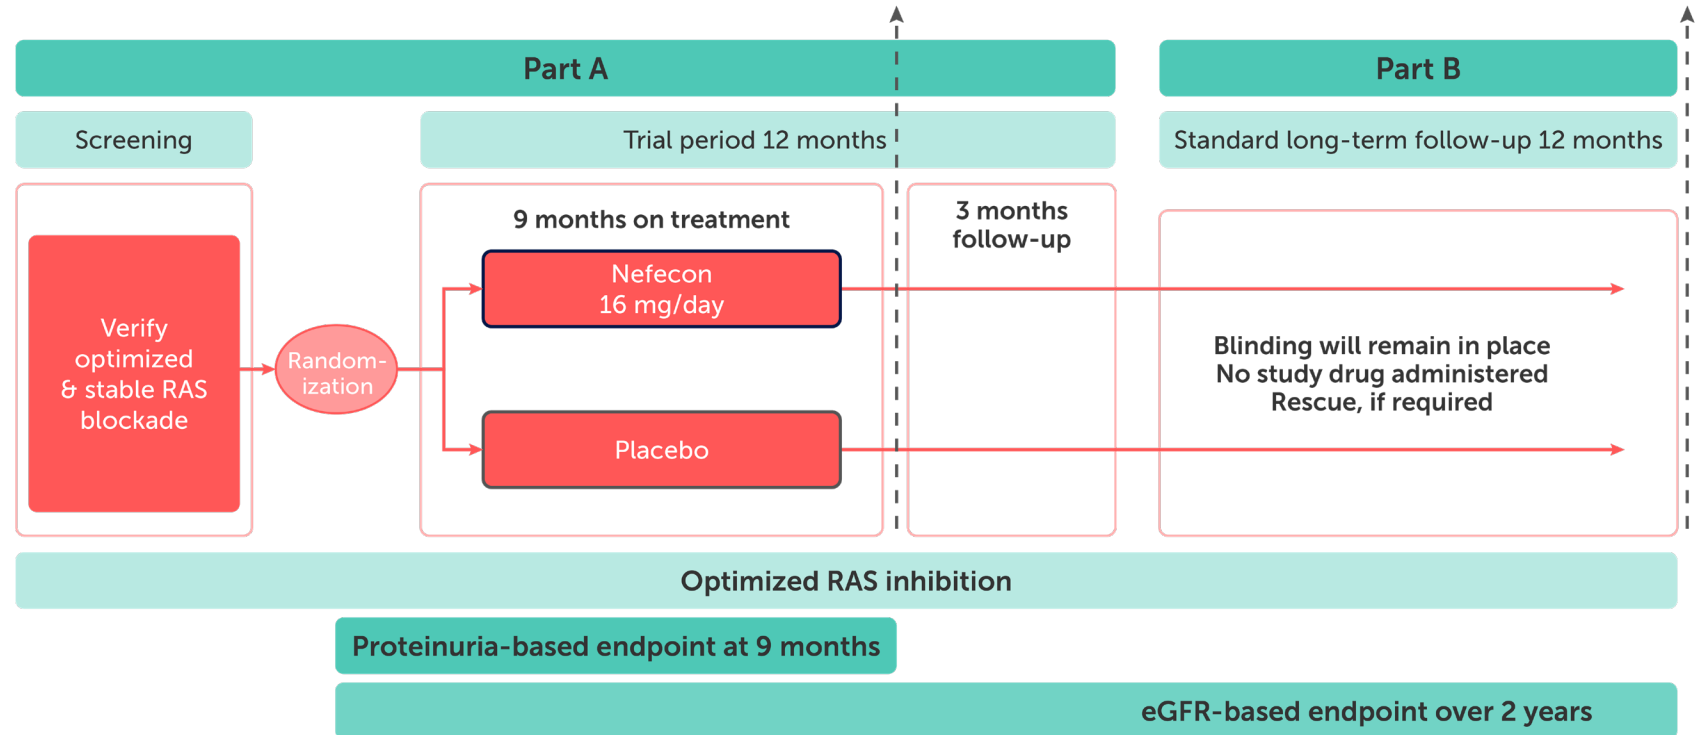 Part A
Part B
Screening
Trial period 12 months
Standard long-term follow-up 12 months
9 months on treatment
3 months
follow-up
Nefecon
16 mg/day
Verify
optimized
& stable RAS
blockade
Random-
ization
Placebo
Blinding will remain in place
No study drug administered
Rescue, if required
Optimized RAS inhibition
Proteinuria-based endpoint at 9 months
eGFR-based endpoint over 2 years